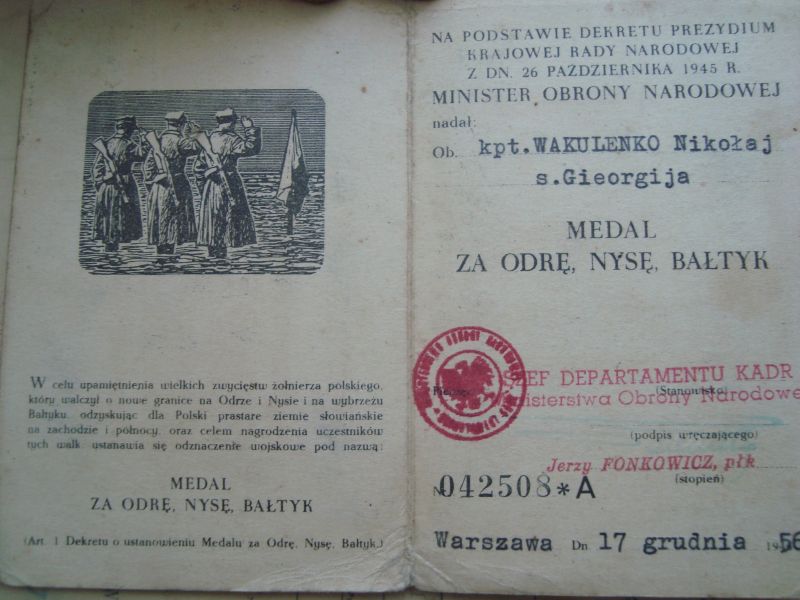 W celu upamiętnienia wielkich zwycięstw żołnierza polskiego,
który walczył o nowe granice na Odrze i Nysie i na wybrzeżu
Bałtyku, odzyskując dla Polski prastare ziemie słowiańskie
na zachodzie i północy, oraz celem nagrodzenia uczestników
tych walk, ustanawia się odznaczenie wojskowe pod nazwą:
MEDAL
ZA ODRĘ, NYSĘ, BAŁTYK
(Art. 1 Dekretu o ustanowieniu Medalu za Odrę, Nysę, Bałtyk.)
NA PODSTAWIE DEKRETU PREZYDIUM
KRAJOWEJ RADY NARODOWEJ
Z DN. 26 PAŹDZIERNIKA 1945 R.
MINISTER OBRONY NARODOWEJ
nadał:
Ob. kpt.WAKULENKO Nikołaj
s.Gieorgija
MEDAL
ZA ODRĘ, NYSĘ, BAŁTYK
SZEF DEPARTAMENTU KADR
(Stanowisko)
Ministerstwa Obrony Narodowe
(podpis wręczającego)
Jerzy FONKOWICZ, płk
(stopień)
№042508*A
Warszawa Dn 17 grudnia 1956